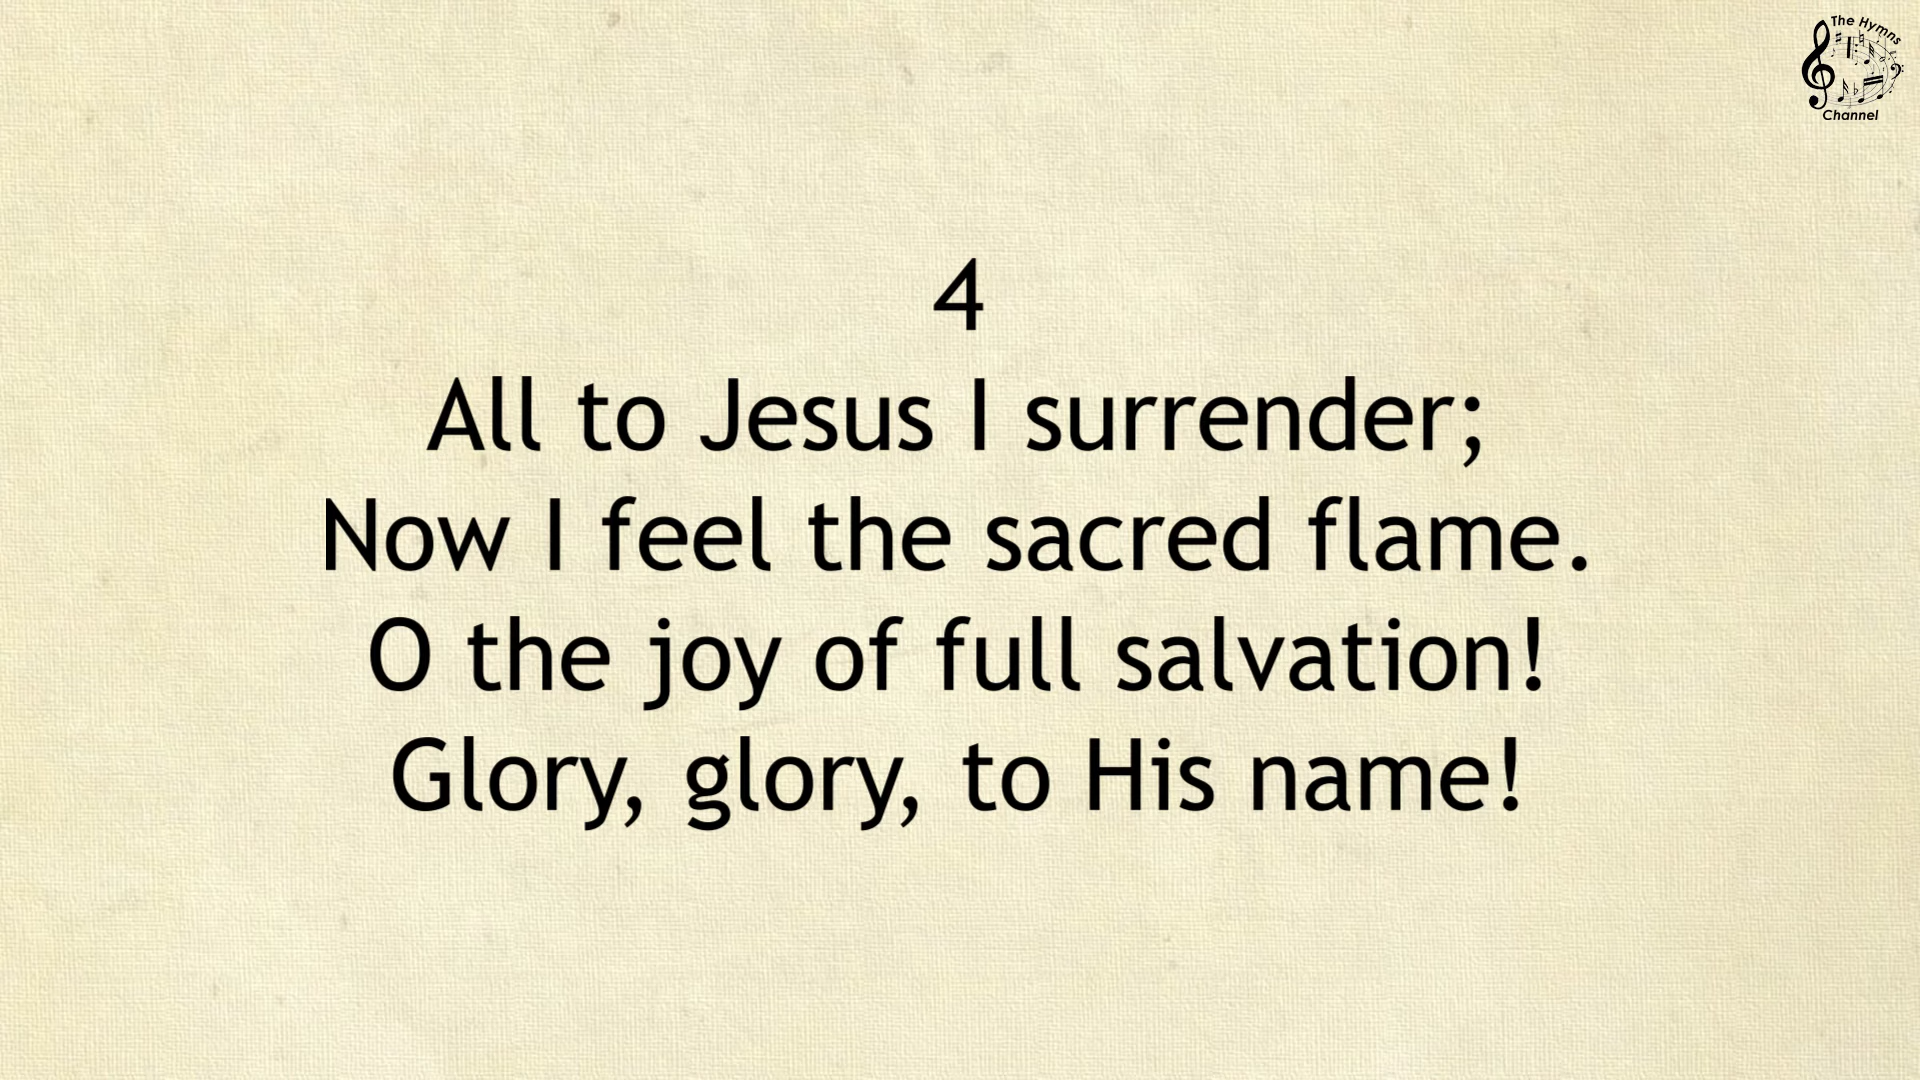 The Hymns
Channel
4
All to Jesus I surrender;
Now I feel the sacred flame.
O the joy of full salvation!
Glory, glory, to His name!